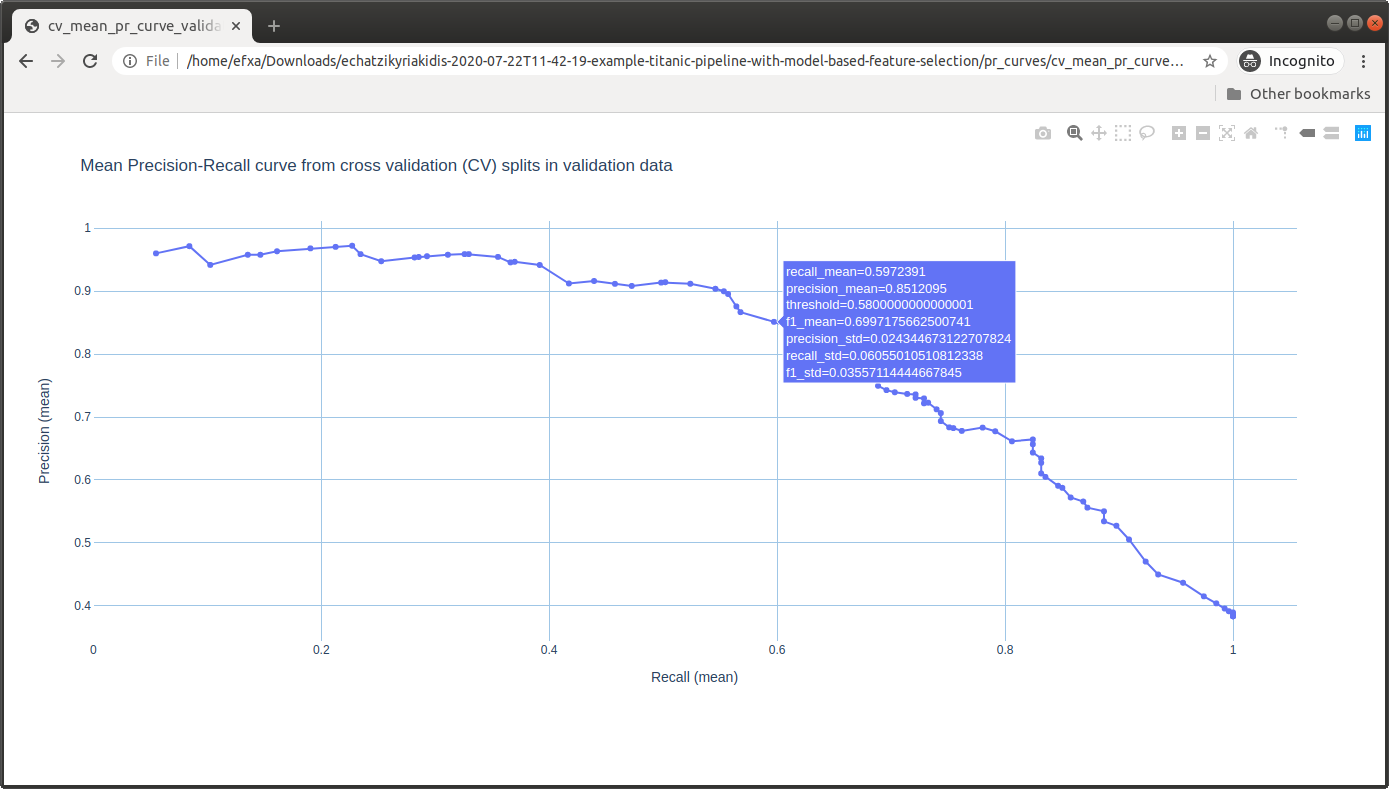 cv_mean_pr_curve_valida
File
/home/efxa/Downloads/echatzikyriakidis-2020-07-22T11-42-19-example-titanic-pipeline-with-model-based-feature-selection/pr_curves/cv_mean_pr_curve…
Incognito
Other bookmarks
Mean Precision-Recall curve from cross validation (CV) splits in validation data
1
0.9
0.8
0.7
0.6
0.5
0.4
Precision (mean)
recall_mean=0.5972391
precision_mean=0.8512095
threshold=0.5800000000000001
f1_mean=0.6997175662500741
precision_std=0.024344673122707824
recall_std=0.06055010510812338
f1_std=0.03557114444667845
0 0.2 0.4 0.6 0.8 1
Recall (mean)